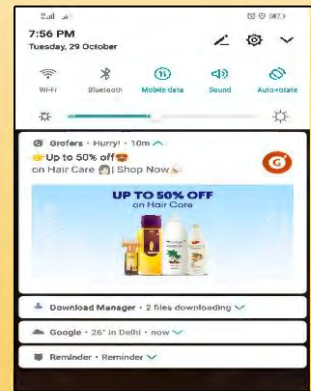 7:56 PM
Tuesday, 29 October
Wi-Fi Bluetooth Mobile data Sound Auto-rotate
Grofers • Hurry! • 10m
👉Up to 50% off😍
on Hair Care 💆| Shop Now🎉
UP TO 50% OFF
on Hair Care
Download Manager • 2 files downloading
Google • 26° in Delhi • now
Reminder • Reminder